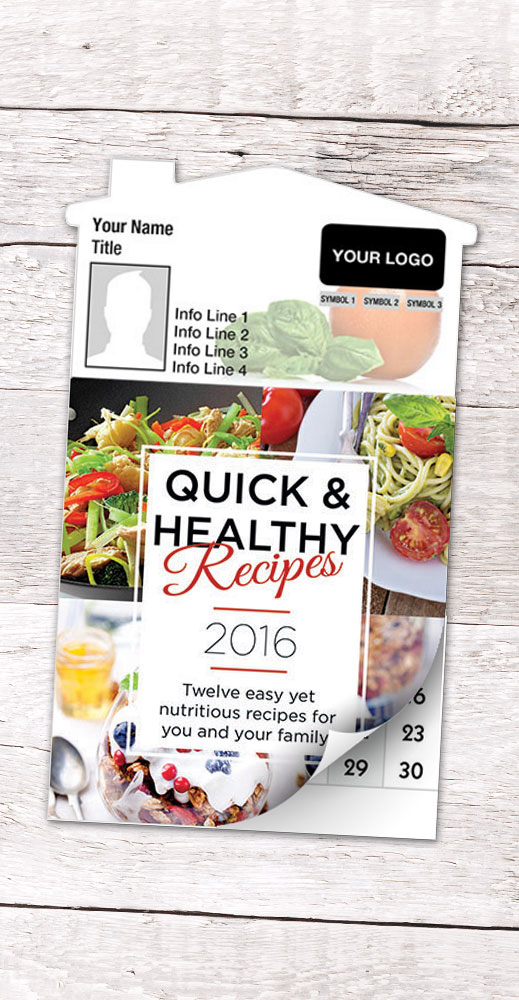 Your Name
Title
YOUR LOGO
SYMBOL 1 SYMBOL 2 SYMBOL 3
Info Line 1
Info Line 2
Info Line 3
Info Line 4
QUICK &
HEALTHY
Recipes
2016
Twelve easy yet
nutritious recipes for
you and your family
23
29 30